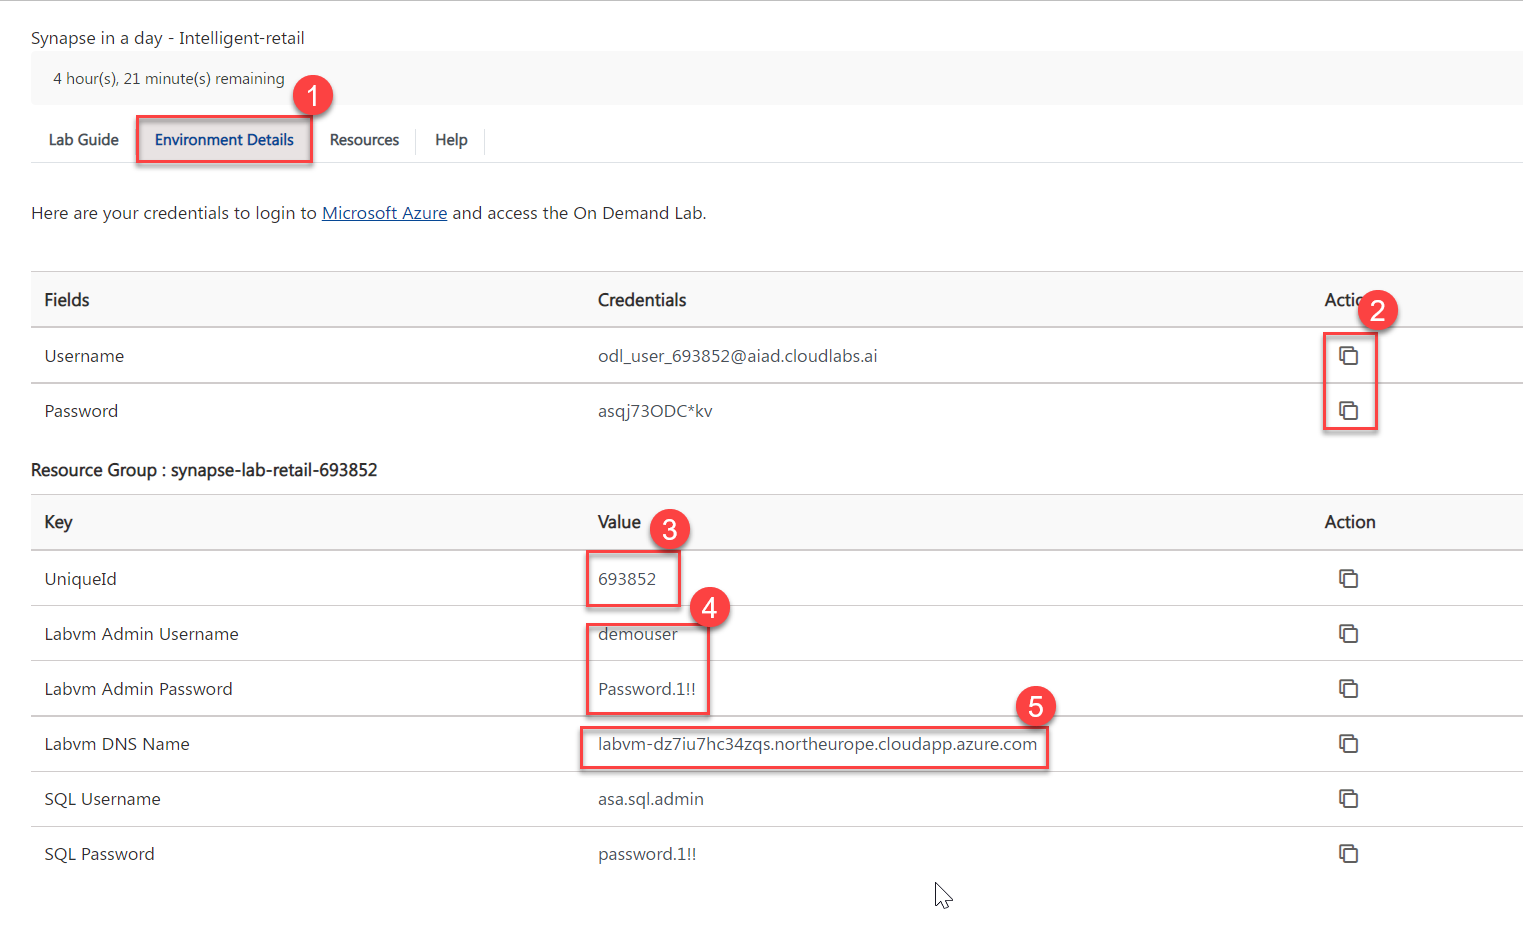 Synapse in a day - Intelligent-retail
4 hour(s), 21 minute(s) remaining
1
Lab Guide Environment Details Resources Help
Here are your credentials to login to Microsoft Azure and access the On Demand Lab.
Fields Credentials Actio
2
Username odl_user_693852@aiad.cloudlabs.ai
Password asqj73ODC*kv
Resource Group : synapse-lab-retail-693852
Key Value Action
3
UniqueId 693852
4
Labvm Admin Username demouser
Labvm Admin Password Password.1!!
5
Labvm DNS Name labvm-dz7iu7hc34zqs.northeurope.cloudapp.azure.com
SQL Username asa.sql.admin
SQL Password password.1!!